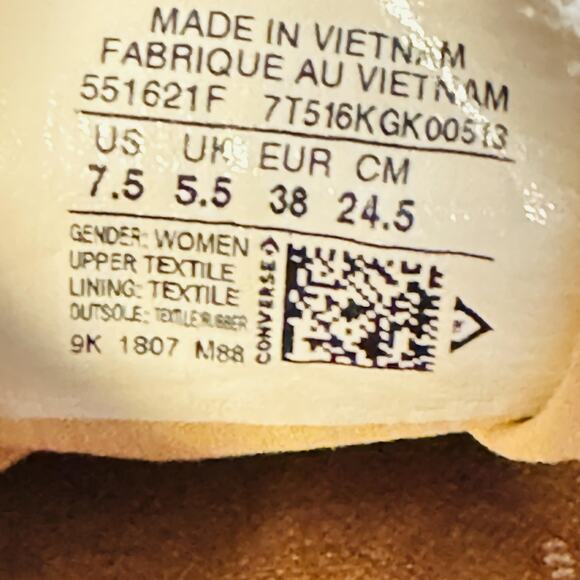 MADE IN VIETNAM
FABRIQUE AU VIETNAM
551621F 7T516KGK00513
US UK EUR CM
7.5 5.5 38 24.5
GENDER: WOMEN
UPPER TEXTILE
LINING: TEXTILE
OUTSOLE: TEXTILE/RUBBER
9K 1807 M88
CONVERSE